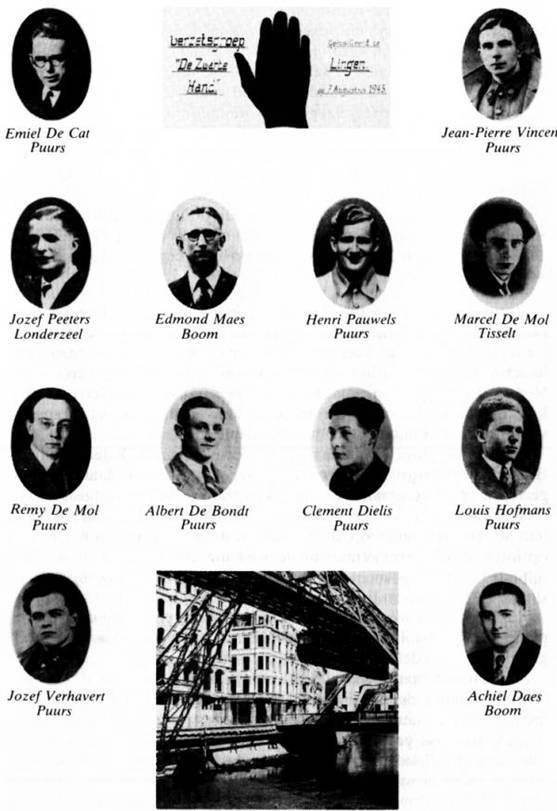 Verzetsgroep
"De Zwarte
Hand"
Gefusilleerd te
Lingen
op 7 Augustus 1943
Emiel De Cat
Puurs
Jean-Pierre Vincen
Puurs
Jozef Peeters
Londerzeel
Edmond Maes
Boom
Henri Pauwels
Puurs
Marcel De Mol
Tisselt
Remy De Mol
Puurs
Albert De Bondt
Puurs
Clement Dielis
Puurs
Louis Hofmans
Puurs
Jozef Verhavert
Puurs
Achiel Daes
Boom